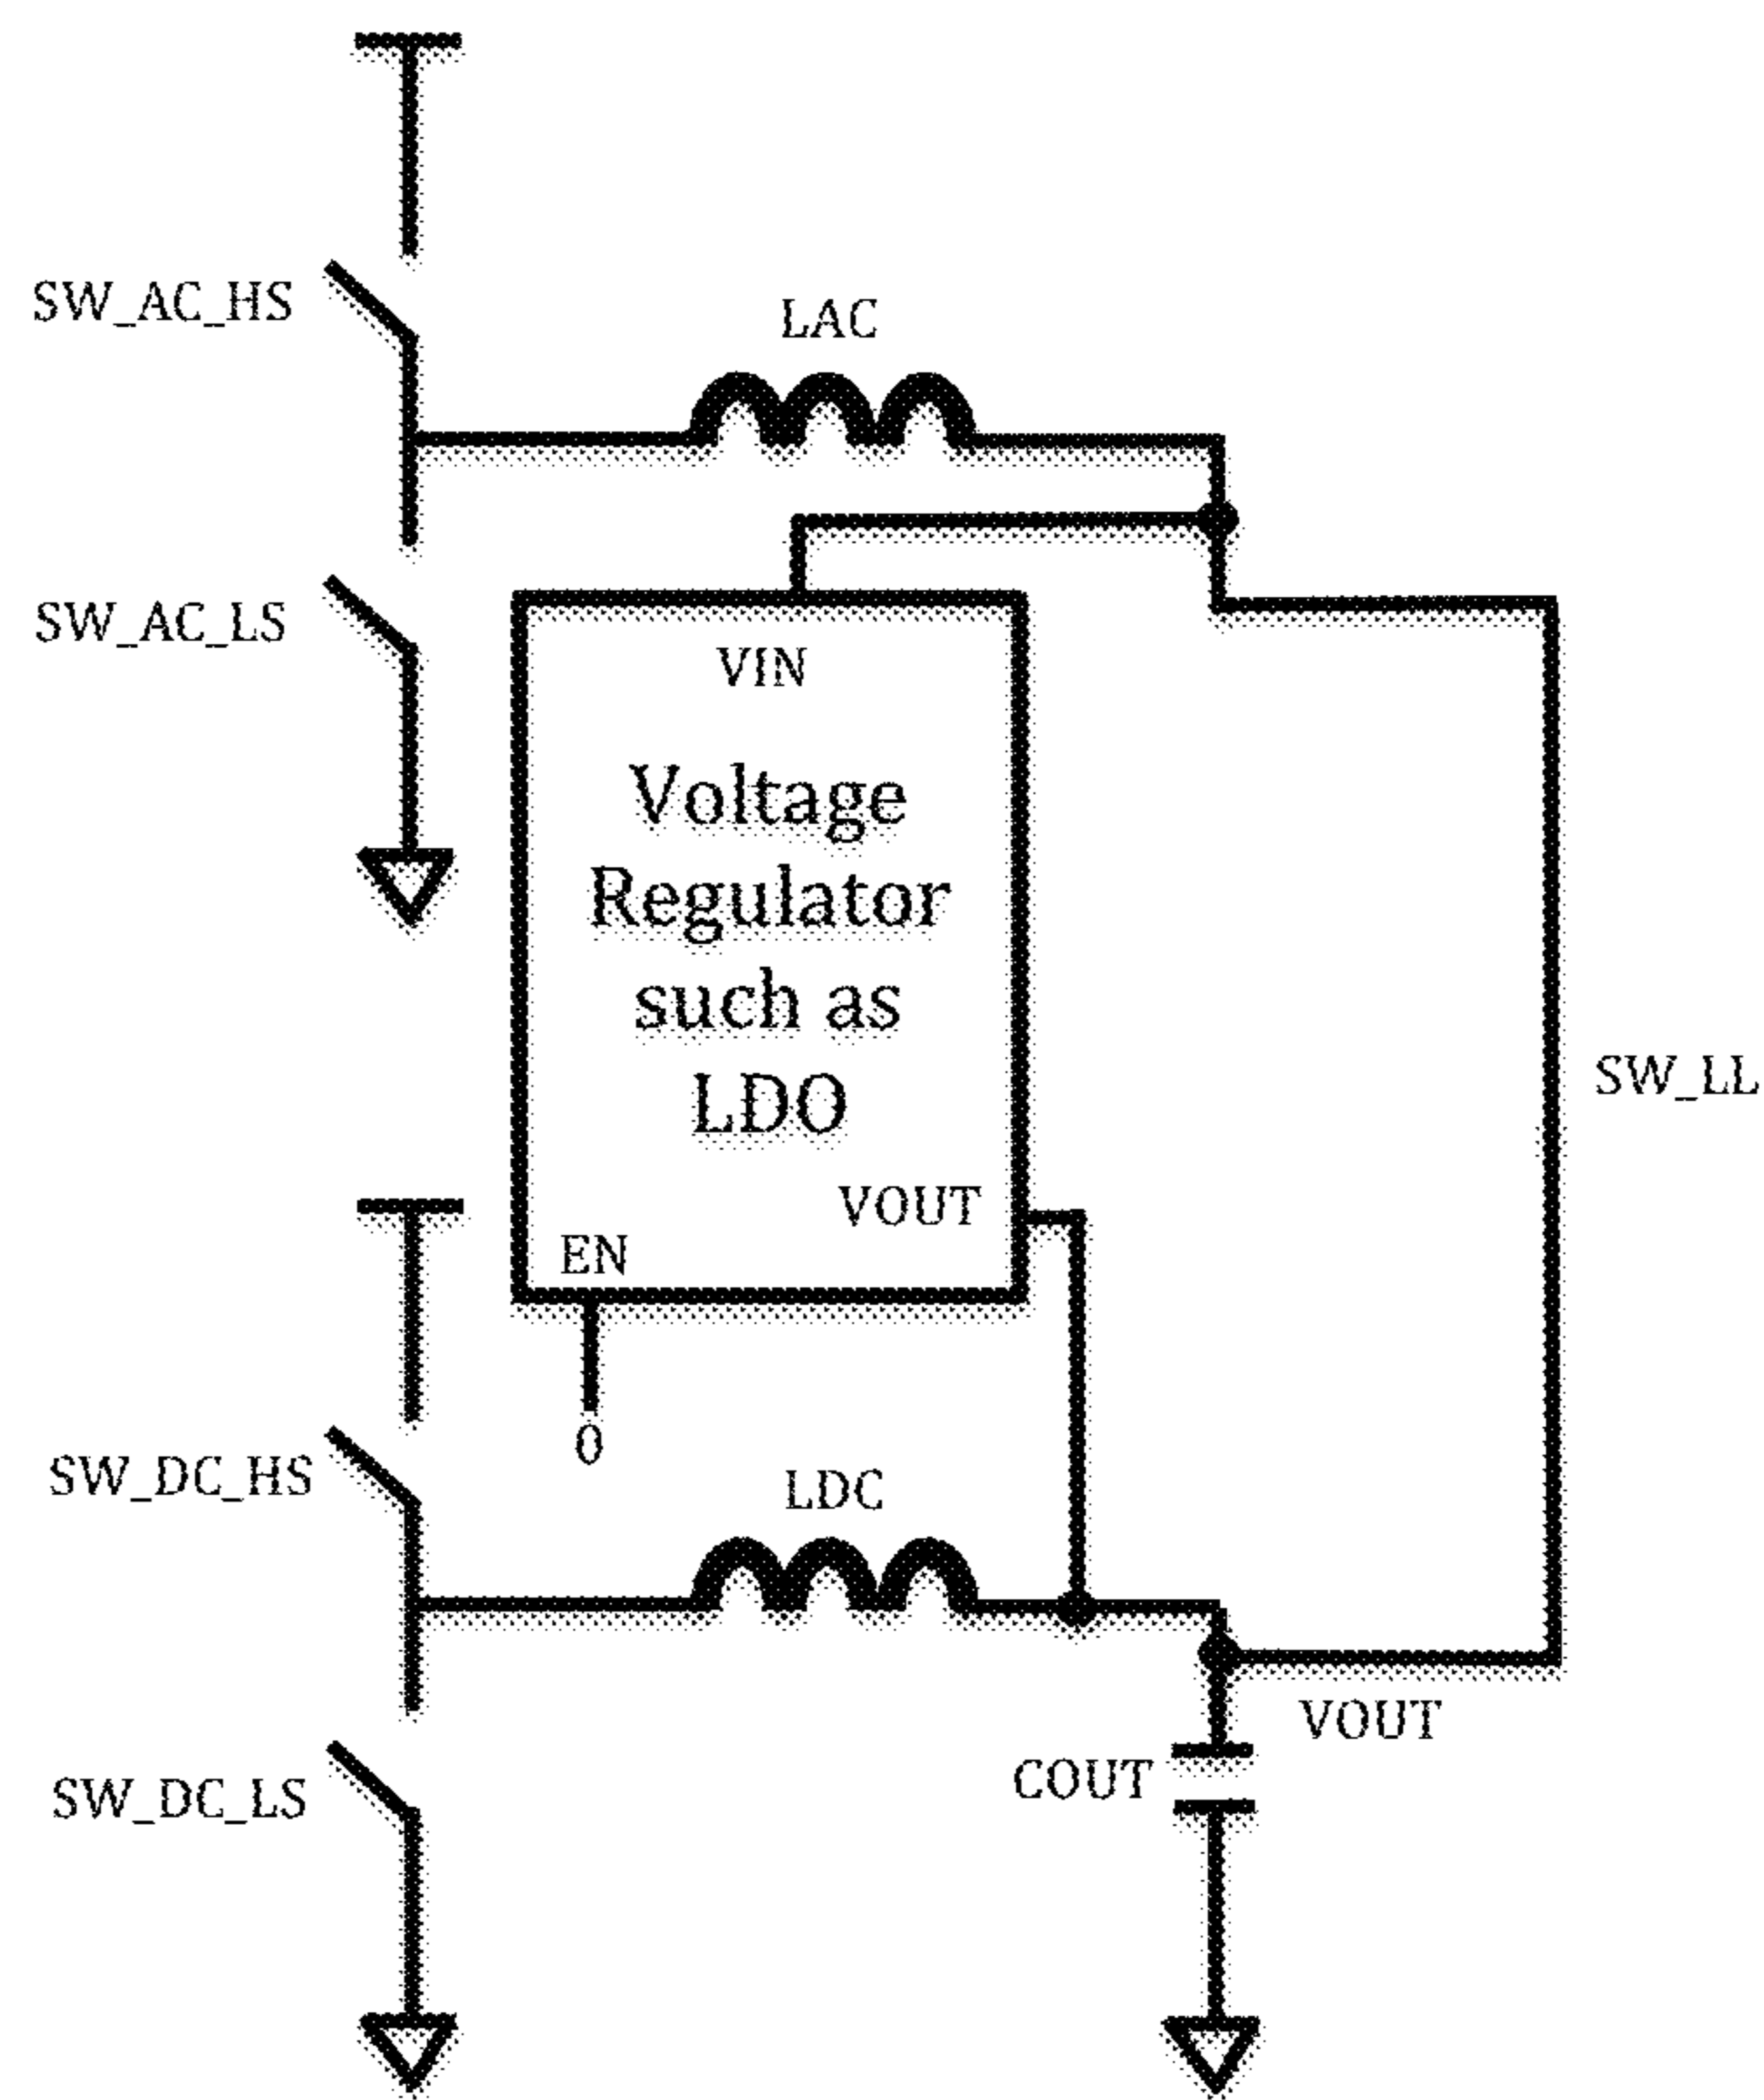 SW_AC_HS
LAC
SW_AC_LS
VIN
Voltage
Regulator
such as
LDO
SW_LL
VOUT
EN
0
SW_DC_HS
LDC
VOUT
COUT
SW_DC_LS